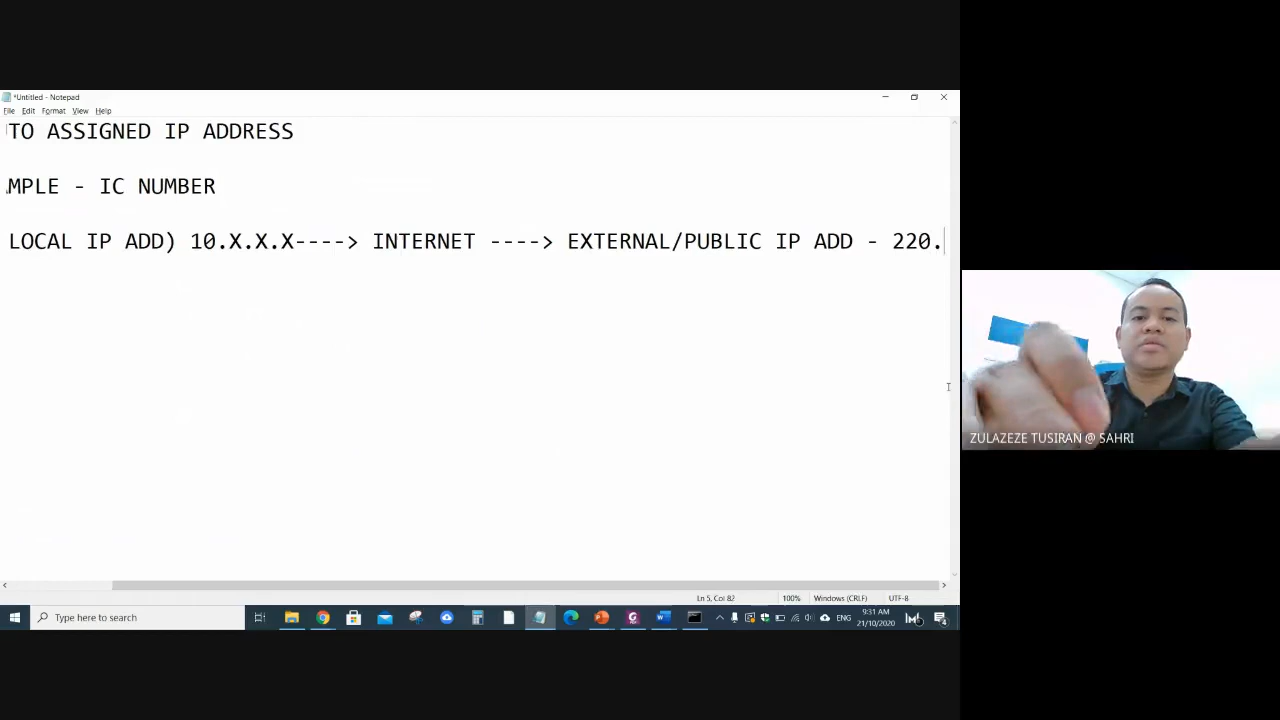 *Untitled - Notepad
File Edit Format View Help
TO ASSIGNED IP ADDRESS
MPLE - IC NUMBER
LOCAL IP ADD) 10.X.X.X----> INTERNET ----> EXTERNAL/PUBLIC IP ADD - 220.
ZULAZEZE TUSIRAN @ SAHRI
Ln 5, Col 82 100% Windows (CRLF) UTF-8
Type here to search
ENG
9:31 AM
21/10/2020